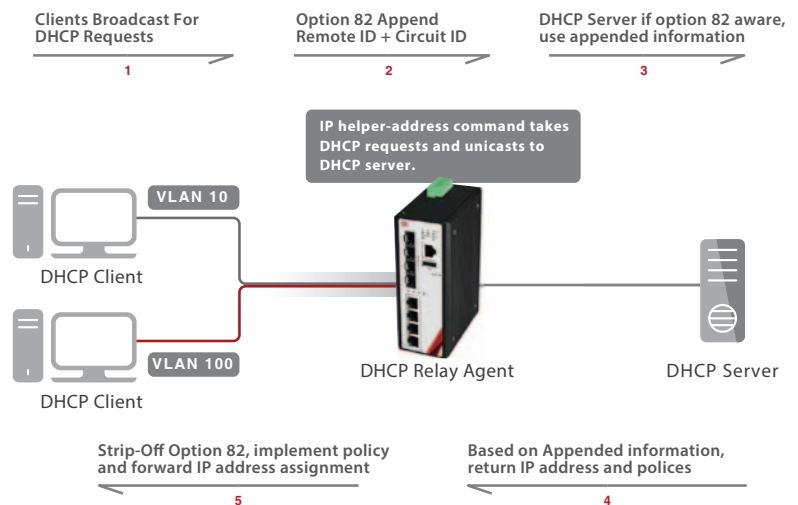 Clients Broadcast For
DHCP Requests
1
Option 82 Append
Remote ID + Circuit ID
2
DHCP Server if option 82 aware,
use appended information
3
IP helper-address command takes
DHCP requests and unicasts to
DHCP server.
VLAN 10
DHCP Client
VLAN 100
DHCP Client
DHCP Relay Agent
DHCP Server
Strip-Off Option 82, implement policy
and forward IP address assignment
5
Based on Appended information,
return IP address and polices
4